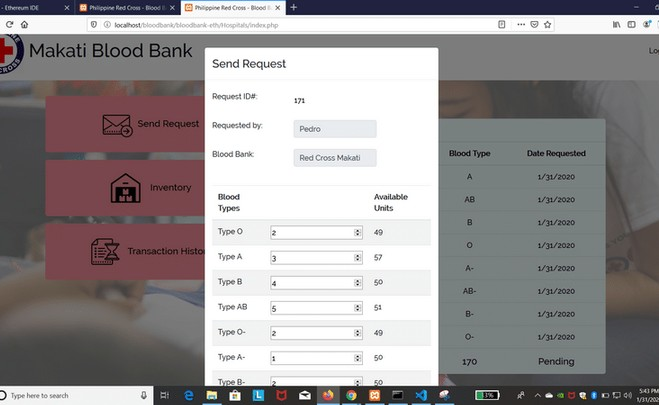 - Ethereum IDE
Philippine Red Cross - Blood B
Philippine Red Cross - Blood B
localhost/bloodbank/bloodbank-eth/Hospitals/index.php
Makati Blood Bank
Lo
CROSS
Send Request
Inventory
Transaction Histo
Send Request
Request ID#: 171
Requested by: Pedro
Blood Bank: Red Cross Makati
Blood Types Available Units
Type O 2 49
Type A 3 57
Type B 4 50
Type AB 5 51
Type O- 2 49
Type A- 1 50
Type B- 2 50
Blood Type Date Requested
A 1/31/2020
AB 1/31/2020
B 1/31/2020
O 1/31/2020
A- 1/31/2020
AB- 1/31/2020
B- 1/31/2020
O- 1/31/2020
170 Pending
Type here to search
3%
5:43 PM
1/31/202